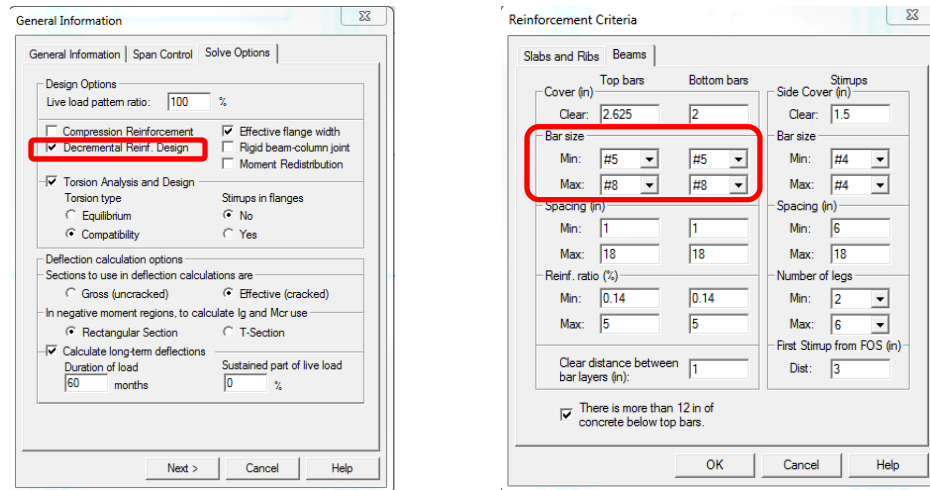 General Information
General Information Span Control Solve Options
Design Options
Live load pattern ratio: 100 %
Compression Reinforcement Effective flange width
Decremental Reinf. Design Rigid beam-column joint
Moment Redistribution
Torsion Analysis and Design
Torsion type Stirrups in flanges
Equilibrium No
Compatibility Yes
Deflection calculation options
Sections to use in deflection calculations are
Gross (uncracked) Effective (cracked)
In negative moment regions, to calculate Ig and Mcr use
Rectangular Section T-Section
Calculate long-term deflections
Duration of load Sustained part of live load
60 months 0 %
Next > Cancel Help
Reinforcement Criteria
Slabs and Ribs Beams
Top bars Bottom bars Stirrups
Cover (in) Side Cover (in)
Clear: 2.625 2 Clear: 1.5
Bar size Bar size
Min: #5 #5 Min: #4
Max: #8 #8 Max: #4
Spacing (in) Spacing (in)
Min: 1 1 Min: 6
Max: 18 18 Max: 18
Reinf. ratio (%) Number of legs
Min: 0.14 0.14 Min: 2
Max: 5 5 Max: 6
First Stirrup from FOS (in)
Clear distance between
bar layers (in): 1 Dist: 3
There is more than 12 in of
concrete below top bars.
OK Cancel Help